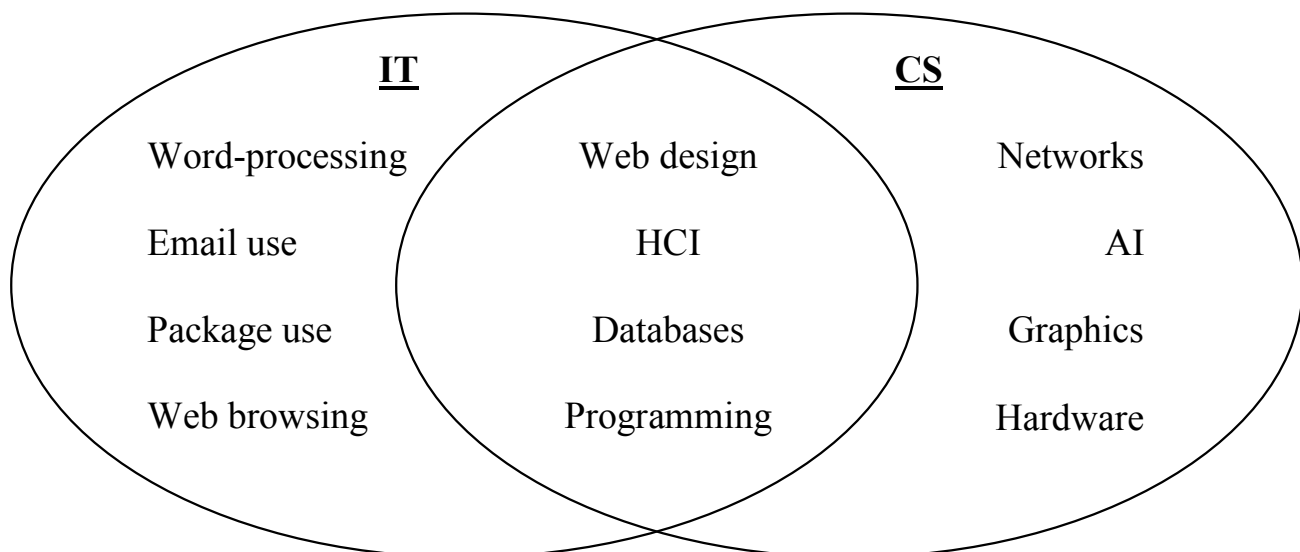 IT
CS
Word-processing
Web design
Networks
Email use
HCI
AI
Package use
Databases
Graphics
Web browsing
Programming
Hardware